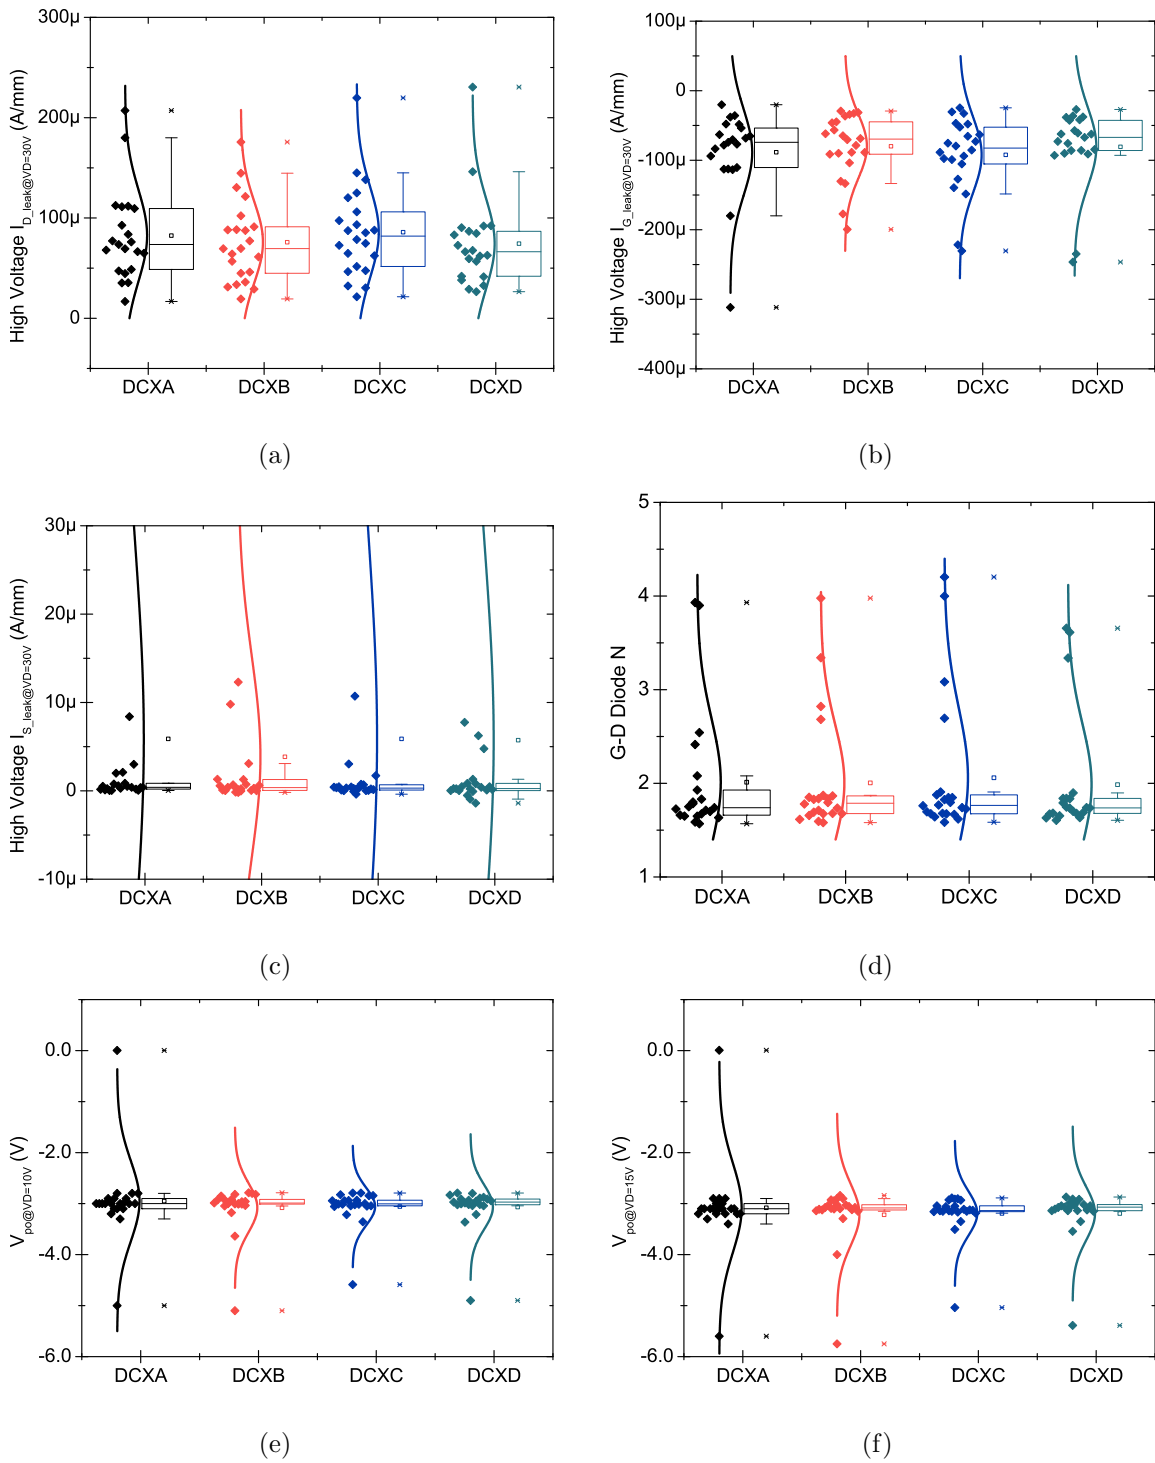 High Voltage I_D_leak@VD=30V (A/mm)
300µ
200µ
100µ
0
DCXA DCXB DCXC DCXD
(a)
High Voltage I_G_leak@VD=30V (A/mm)
100µ
0
-100µ
-200µ
-300µ
-400µ
DCXA DCXB DCXC DCXD
(b)
High Voltage I_S_leak@VD=30V (A/mm)
30µ
20µ
10µ
0
-10µ
DCXA DCXB DCXC DCXD
(c)
G-D Diode N
5
4
3
2
1
DCXA DCXB DCXC DCXD
(d)
V_po@VD=10V (V)
0.0
-2.0
-4.0
-6.0
DCXA DCXB DCXC DCXD
(e)
V_po@VD=15V (V)
0.0
-2.0
-4.0
-6.0
DCXA DCXB DCXC DCXD
(f)